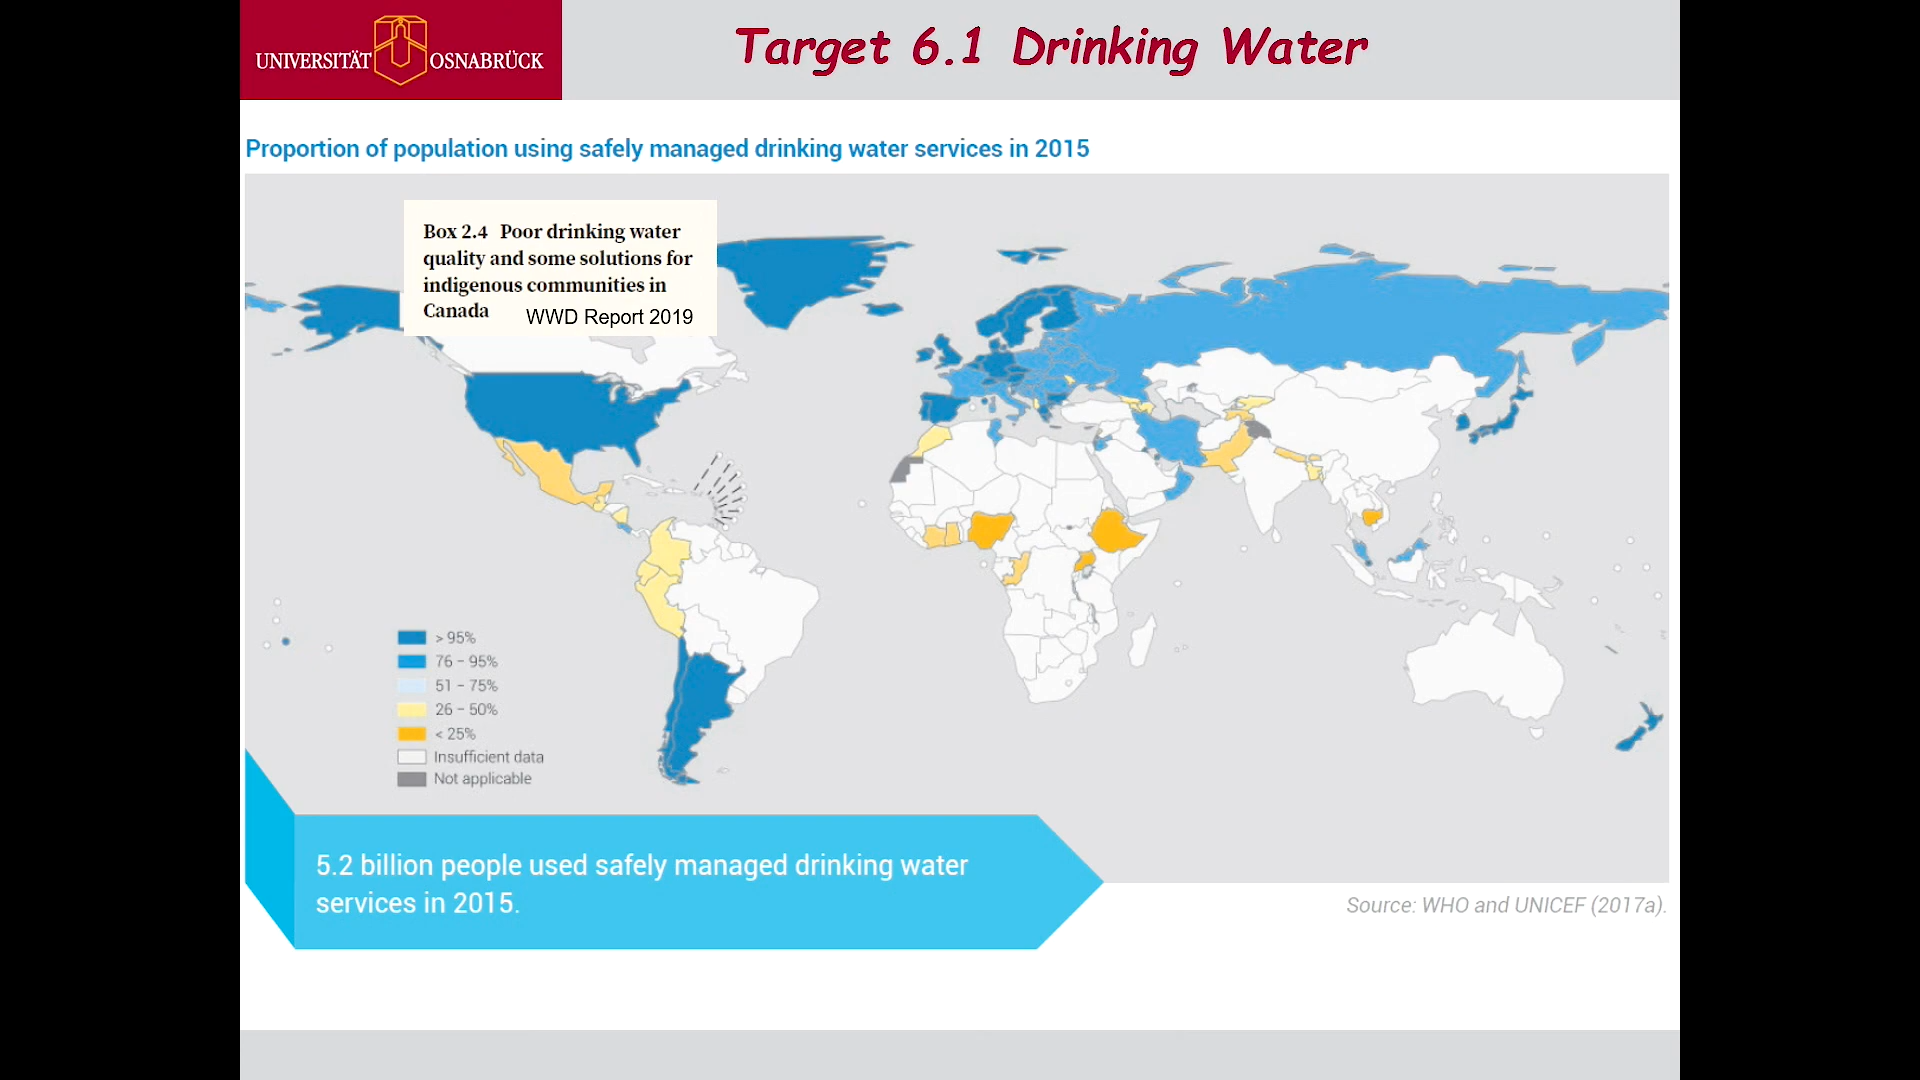 UNIVERSITÄT OSNABRÜCK
Target 6.1 Drinking Water
Proportion of population using safely managed drinking water services in 2015
Box 2.4 Poor drinking water
quality and some solutions for
indigenous communities in
Canada WWD Report 2019
> 95%
76 – 95%
51 – 75%
26 – 50%
< 25%
Insufficient data
Not applicable
5.2 billion people used safely managed drinking water
services in 2015.
Source: WHO and UNICEF (2017a).